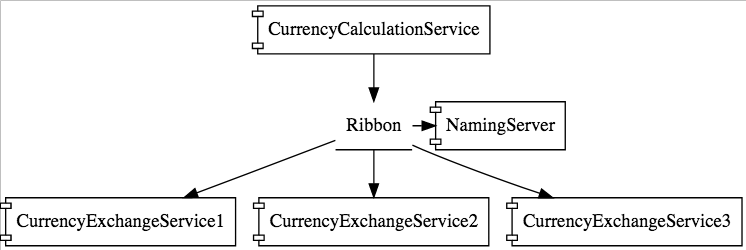 CurrencyCalculationService
Ribbon
NamingServer
CurrencyExchangeService1
CurrencyExchangeService2
CurrencyExchangeService3